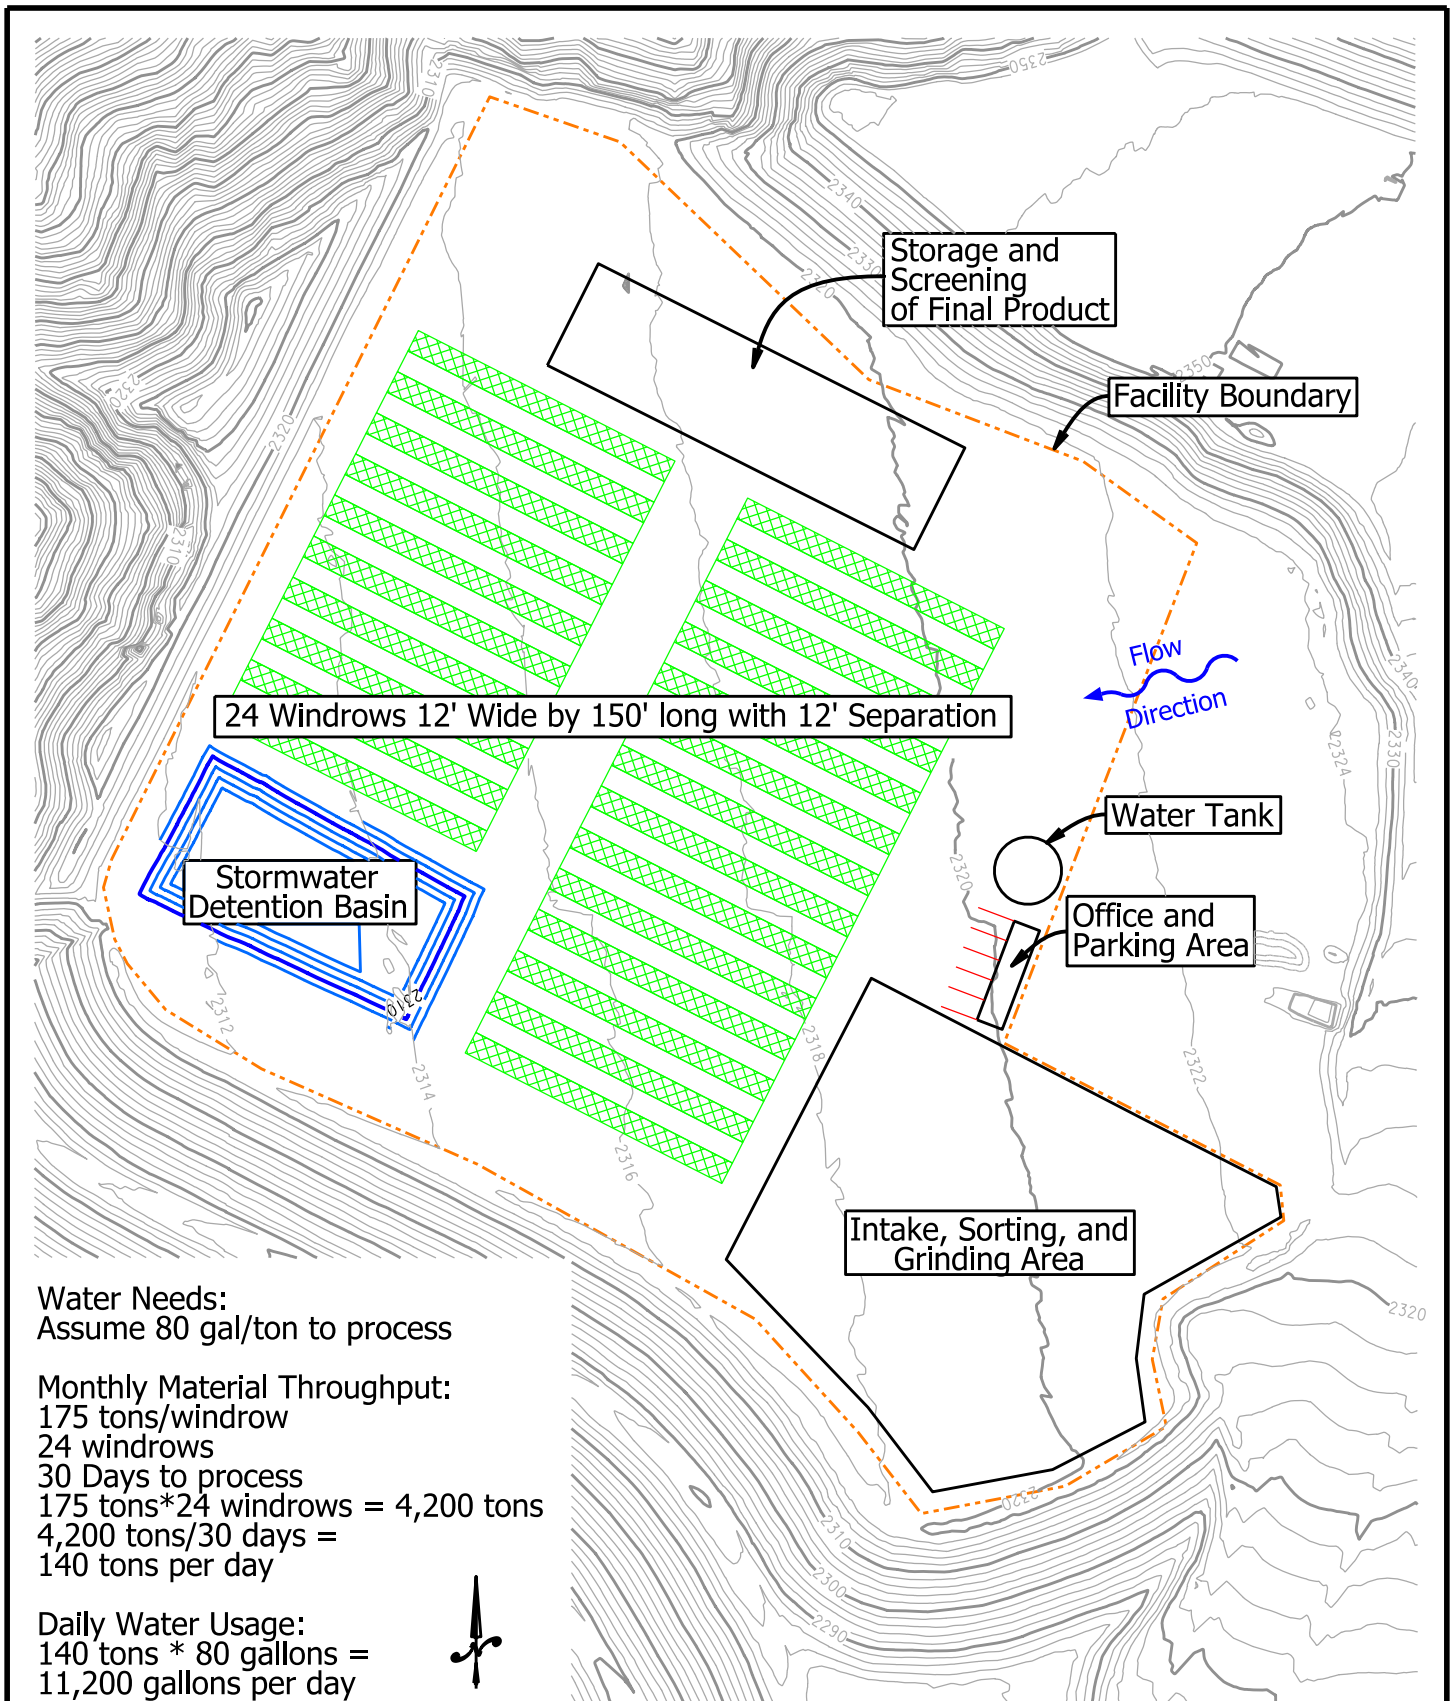 2310
2350
2340
2330
2320
Storage and
Screening
of Final Product
2350
Facility Boundary
2320
2320
2310
Flow
Direction
2340
2330
22324
24 Windrows 12' Wide by 150' long with 12' Separation
Water Tank
2320
Stormwater
Detention Basin
Office and
Parking Area
2310
2312
2314
2318
2322
2316
Intake, Sorting, and
Grinding Area
2320
2320
2310
2300
2290
Water Needs:
Assume 80 gal/ton to process
Monthly Material Throughput:
175 tons/windrow
24 windrows
30 Days to process
175 tons*24 windrows = 4,200 tons
4,200 tons/30 days =
140 tons per day
Daily Water Usage:
140 tons * 80 gallons =
11,200 gallons per day